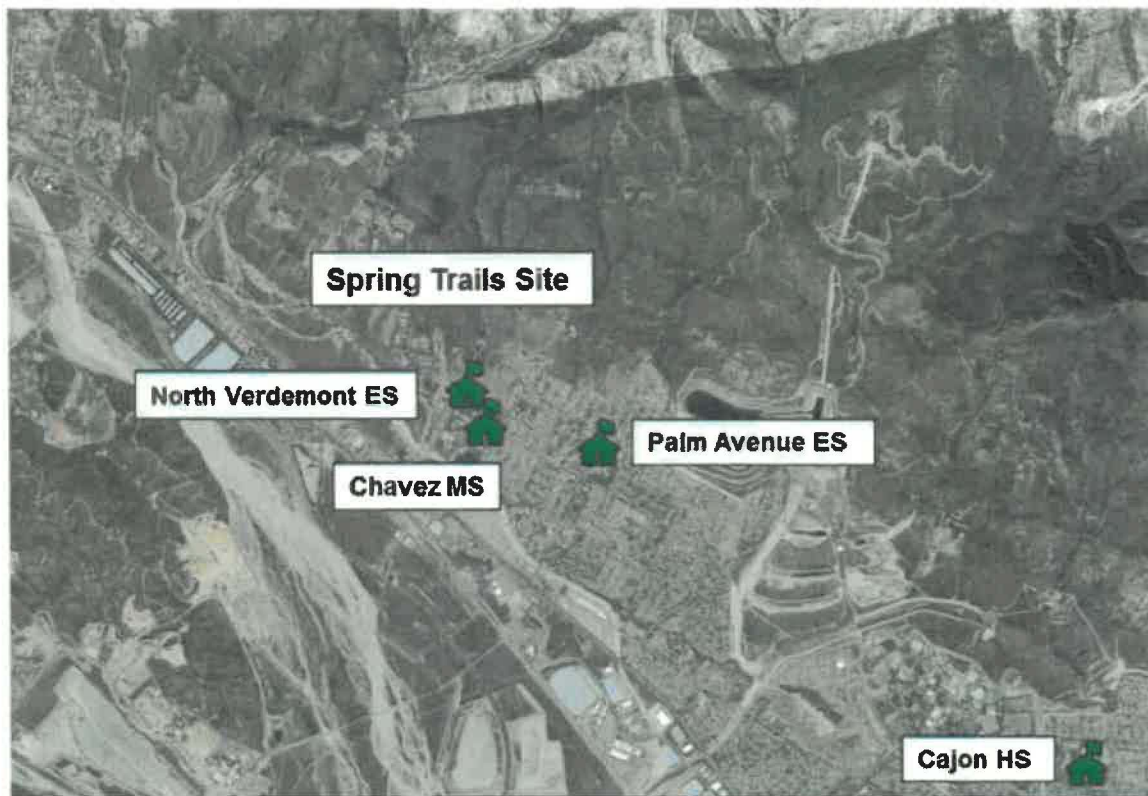 Spring Trails Site
North Verdemont ES
Palm Avenue ES
Chavez MS
Cajon HS